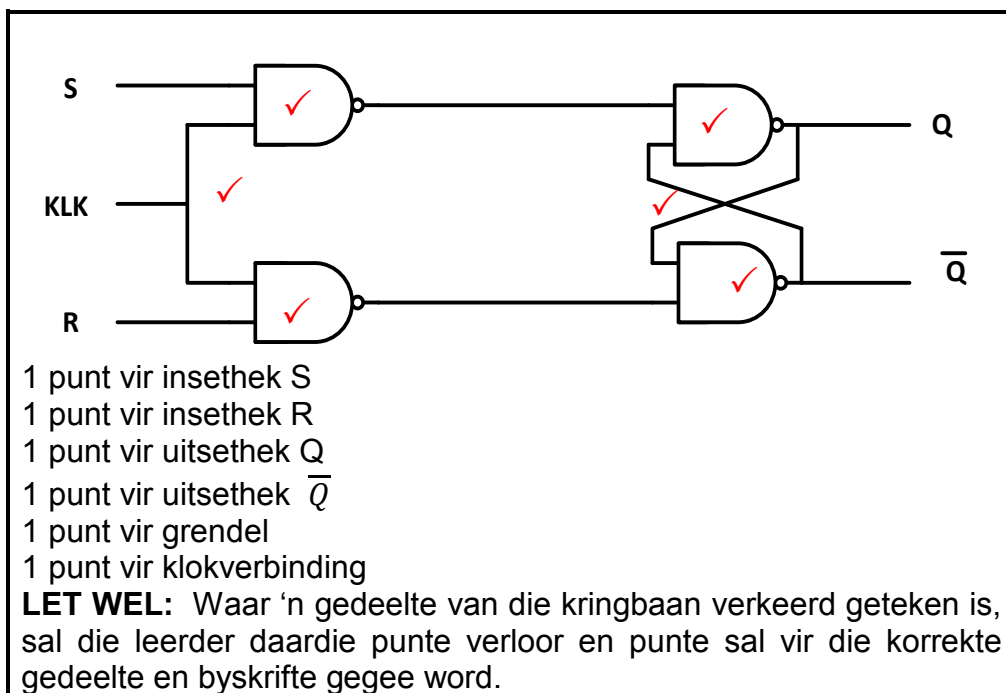 S
Q
KLK
Q̅
R
1 punt vir insethek S
1 punt vir insethek R
1 punt vir uitsethek Q
1 punt vir uitsethek Q̅
1 punt vir grendel
1 punt vir klokverbinding
LET WEL: Waar ‘n gedeelte van die kringbaan verkeerd geteken is,
sal die leerder daardie punte verloor en punte sal vir die korrekte
gedeelte en byskrifte gegee word.